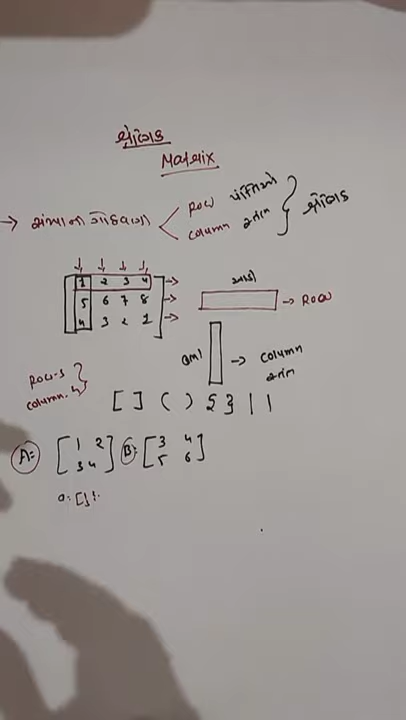 શ્રેણિક
Matrix
→ સંખ્યાની ગોઠવણી < Row પંક્તિઓ } શ્રેણિક
column સ્તંભ
↓ ↓ ↓ ↓
1 2 3 4 →
5 6 7 8 →
4 3 2 1 →
આડી
→ Row
ઊભી → column
સ્તંભ
Row-3
column. 4
[ ] ( ) { } | |
A= [ 1 2 B= [ 3 4
3 4 ] 5 6 ]
a= [ ]